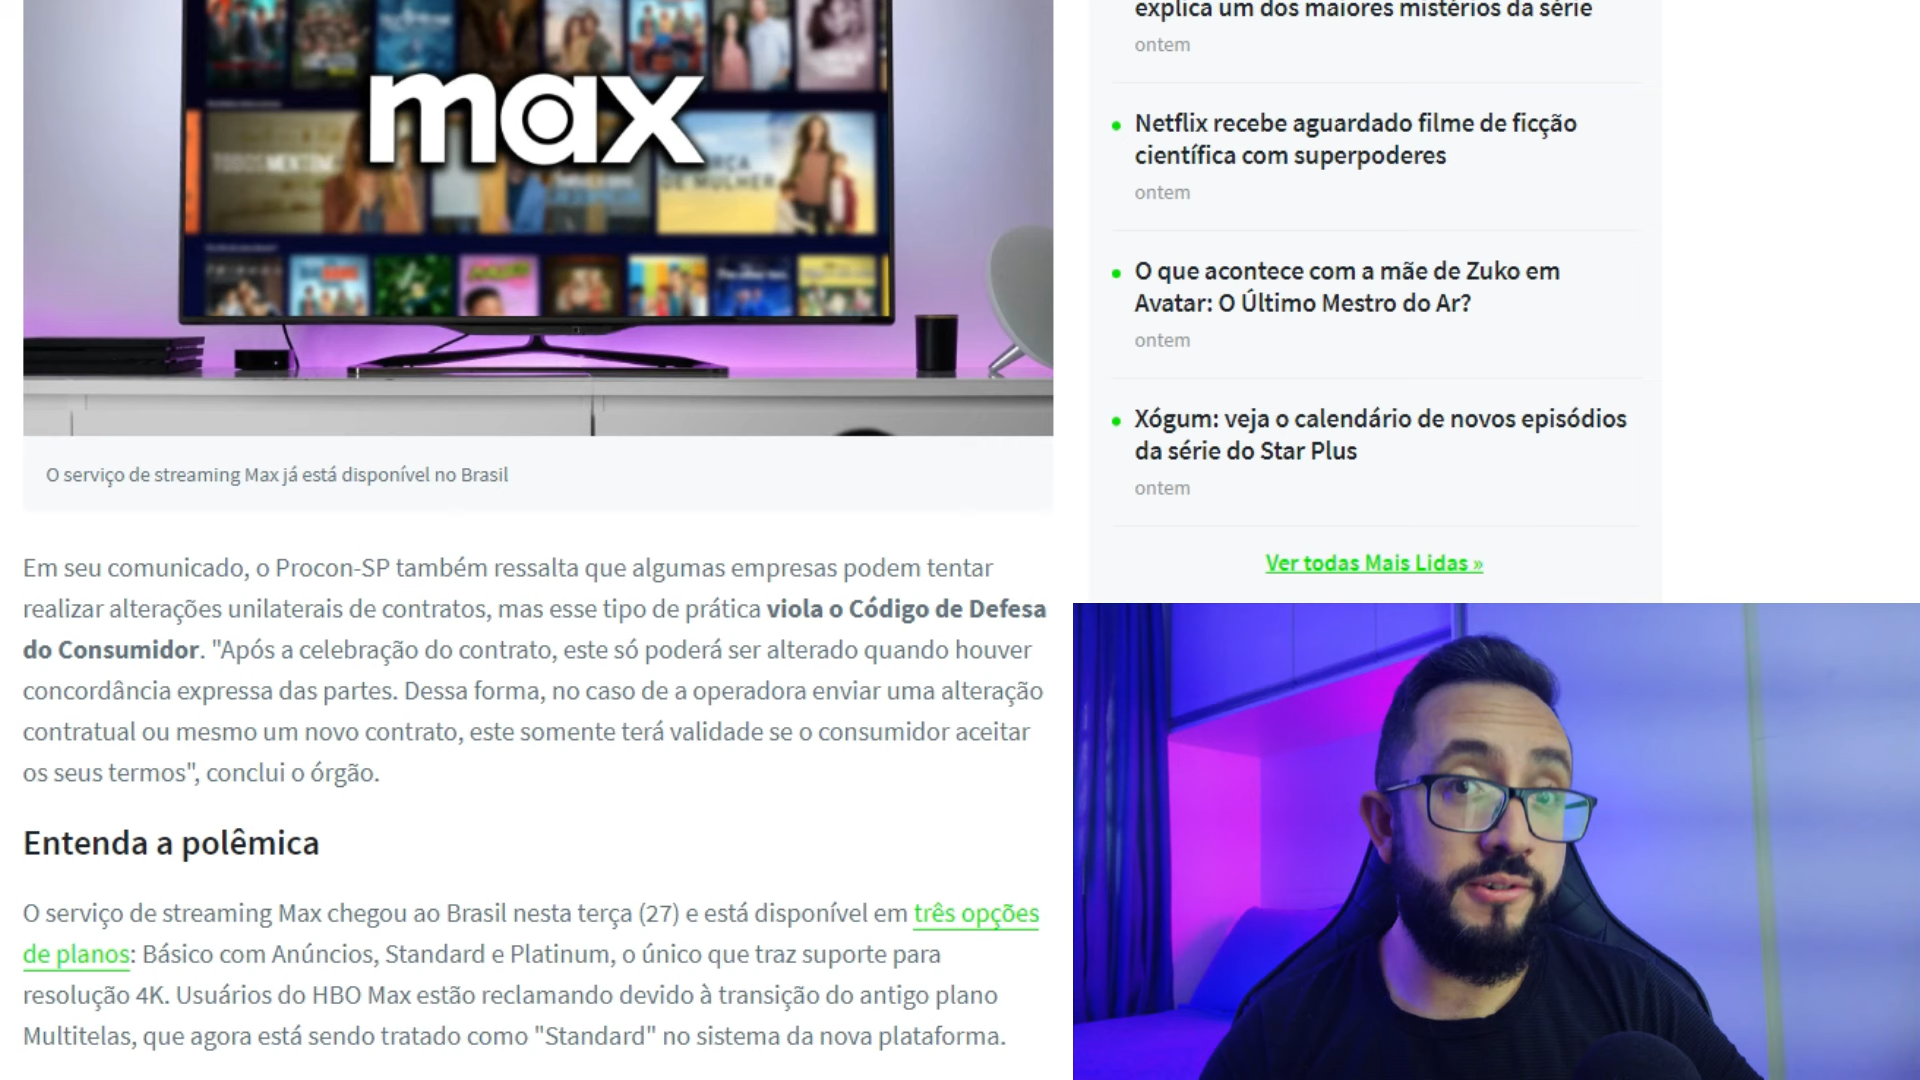 max
TODOS MENTEM
FORÇA
DE MULHER
O serviço de streaming Max já está disponível no Brasil
Em seu comunicado, o Procon-SP também ressalta que algumas empresas podem tentar
realizar alterações unilaterais de contratos, mas esse tipo de prática viola o Código de Defesa
do Consumidor. "Após a celebração do contrato, este só poderá ser alterado quando houver
concordância expressa das partes. Dessa forma, no caso de a operadora enviar uma alteração
contratual ou mesmo um novo contrato, este somente terá validade se o consumidor aceitar
os seus termos", conclui o órgão.
Entenda a polêmica
O serviço de streaming Max chegou ao Brasil nesta terça (27) e está disponível em três opções
de planos: Básico com Anúncios, Standard e Platinum, o único que traz suporte para
resolução 4K. Usuários do HBO Max estão reclamando devido à transição do antigo plano
Multitelas, que agora está sendo tratado como "Standard" no sistema da nova plataforma.
explica um dos maiores mistérios da série
ontem
Netflix recebe aguardado filme de ficção
científica com superpoderes
ontem
O que acontece com a mãe de Zuko em
Avatar: O Último Mestro do Ar?
ontem
Xógum: veja o calendário de novos episódios
da série do Star Plus
ontem
Ver todas Mais Lidas »